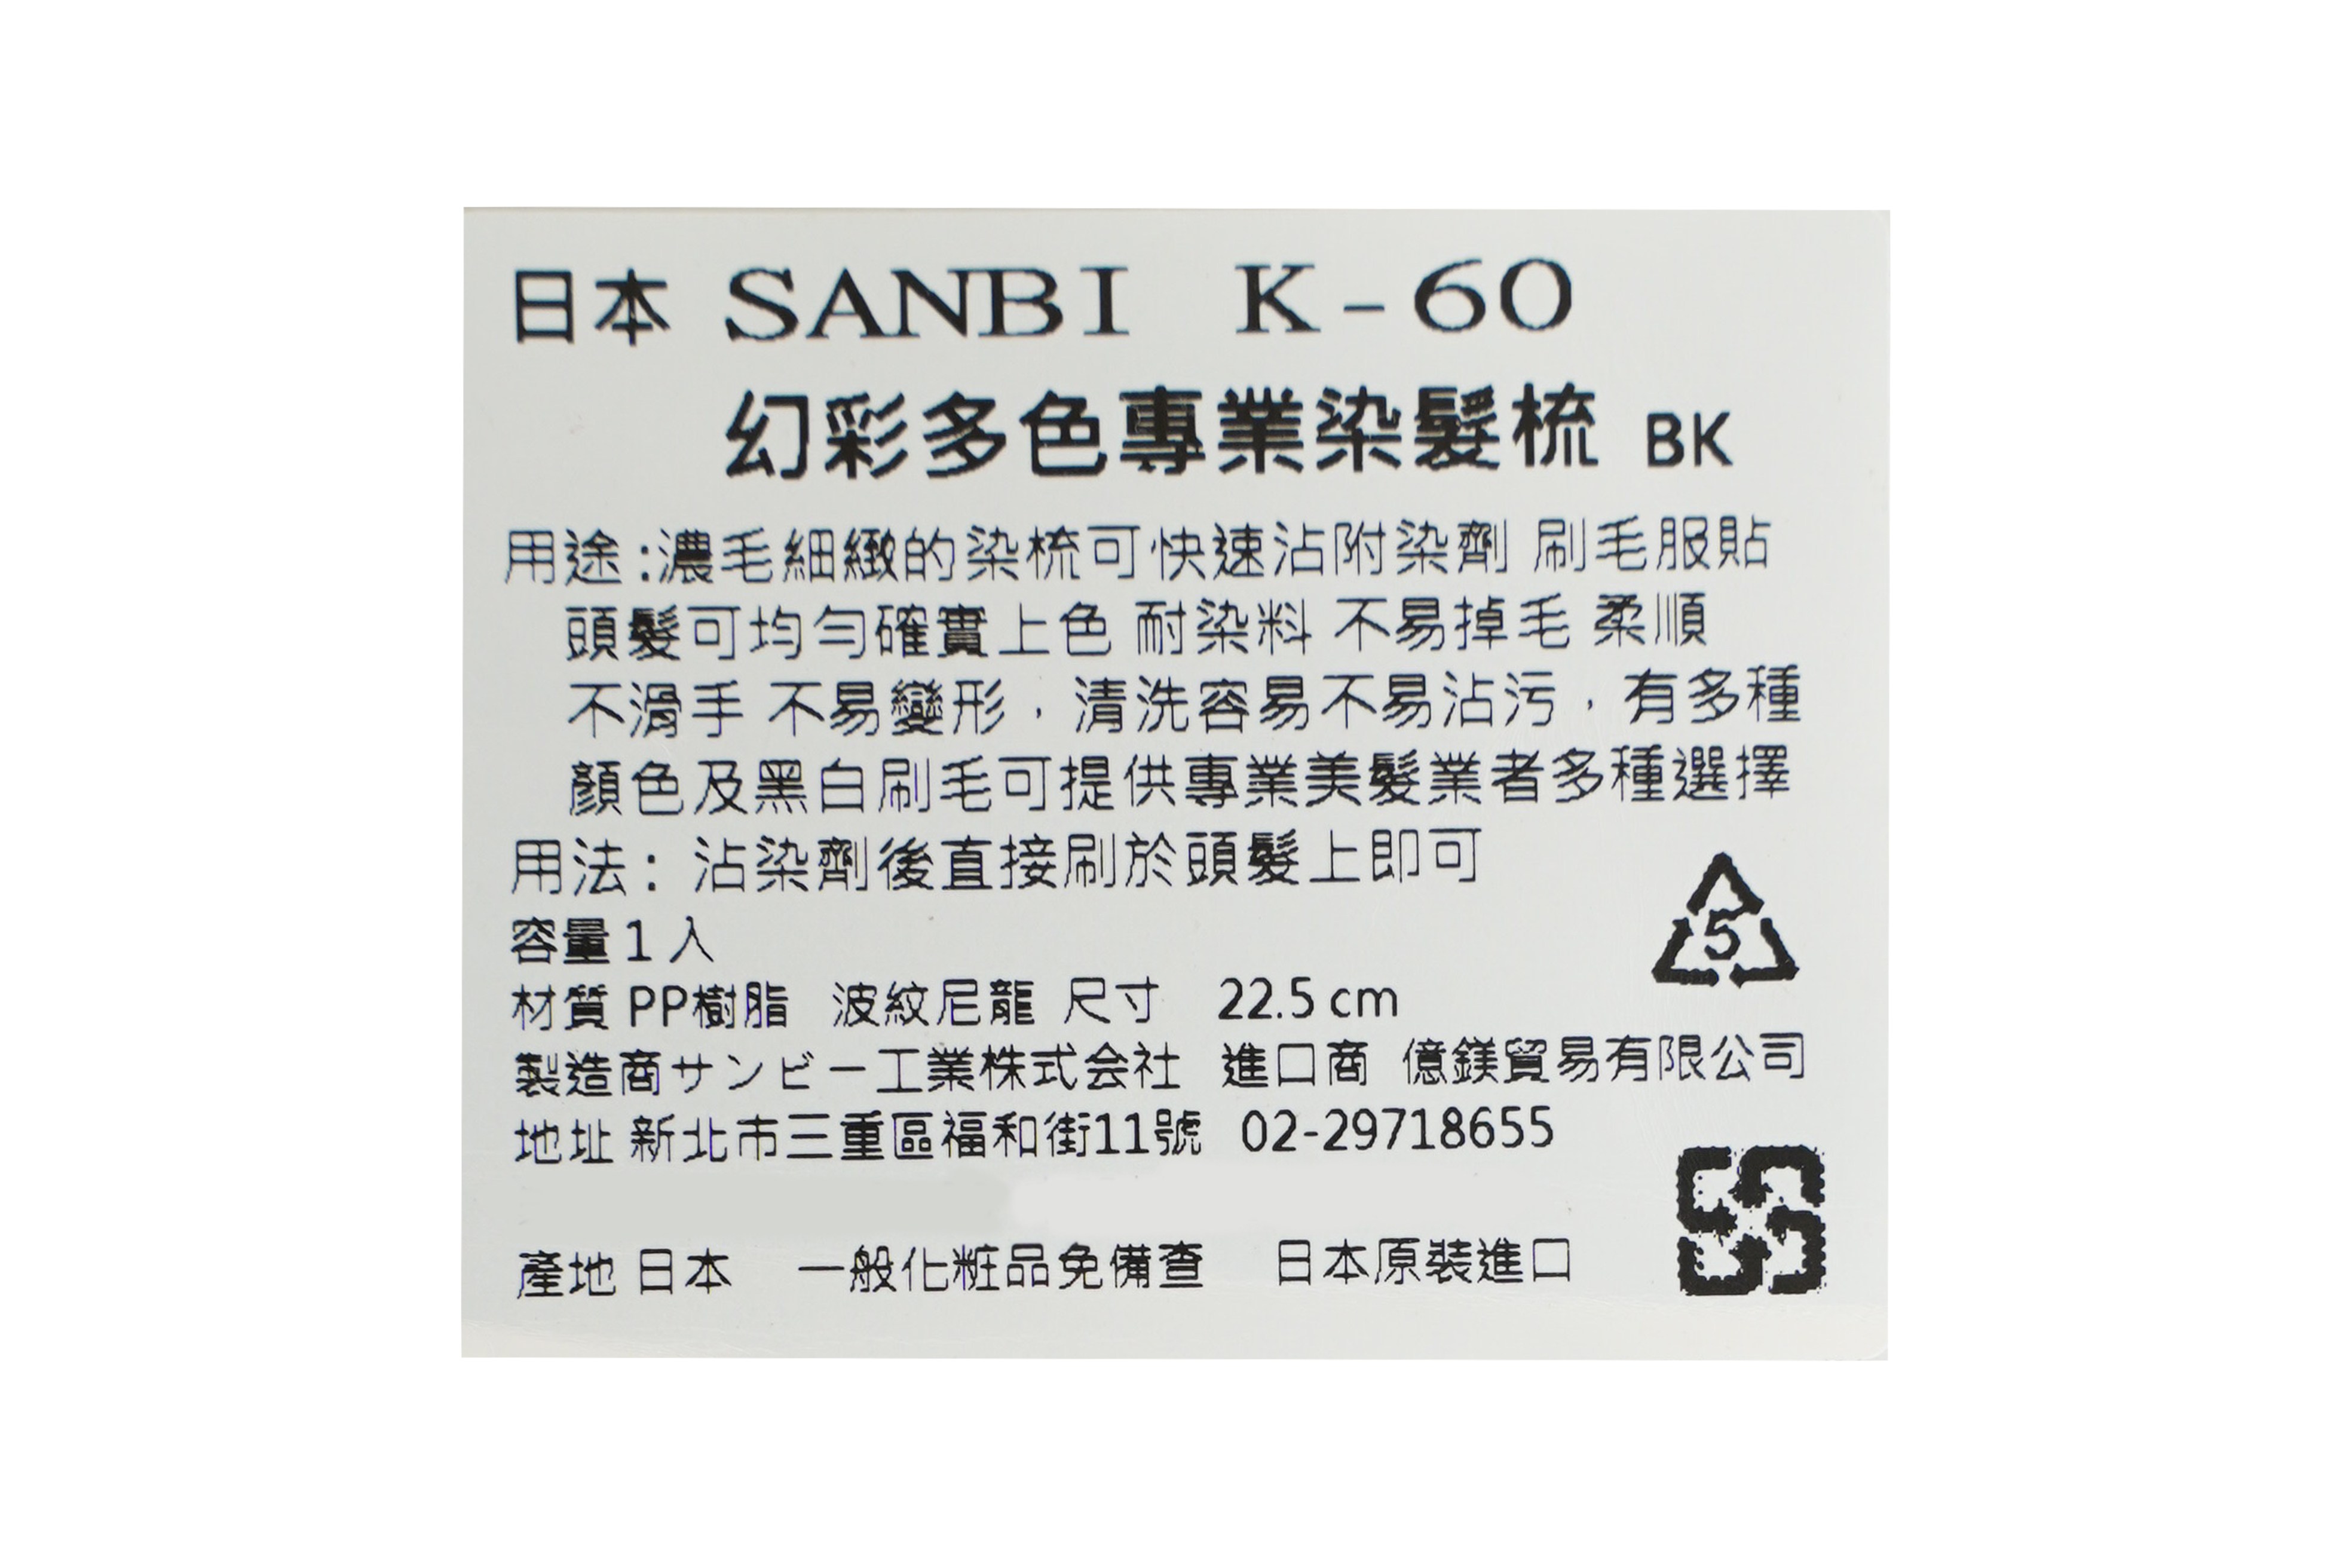 日本 SANBI K-60
幻彩多色專業染髮梳 BK
用途:濃毛細緻的染梳可快速沾附染劑 刷毛服貼
頭髮可均勻確實上色 耐染料 不易掉毛 柔順
不滑手 不易變形，清洗容易不易沾污，有多種
顏色及黑白刷毛可提供專業美髮業者多種選擇
用法: 沾染劑後直接刷於頭髮上即可
5
容量 1 入
材質 PP樹脂 波紋尼龍 尺寸 22.5 cm
製造商サンビー工業株式会社 進口商 億鎂貿易有限公司
地址 新北市三重區福和街11號 02-29718655
產地 日本 一般化粧品免備查 日本原裝進口